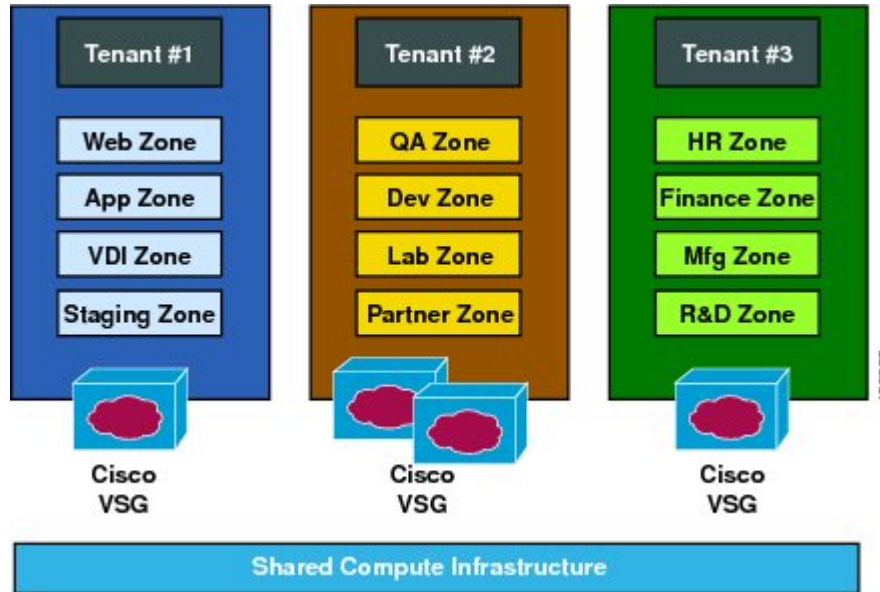 Tenant #1
Tenant #2
Tenant #3
Web Zone
App Zone
VDI Zone
Staging Zone
QA Zone
Dev Zone
Lab Zone
Partner Zone
HR Zone
Finance Zone
Mfg Zone
R&D Zone
Cisco
VSG
Cisco
VSG
Cisco
VSG
Shared Compute Infrastructure